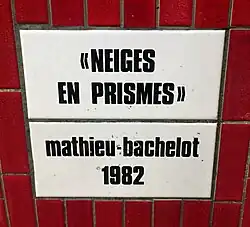 «NEIGES
EN PRISMES»
mathieu-bachelot
1982